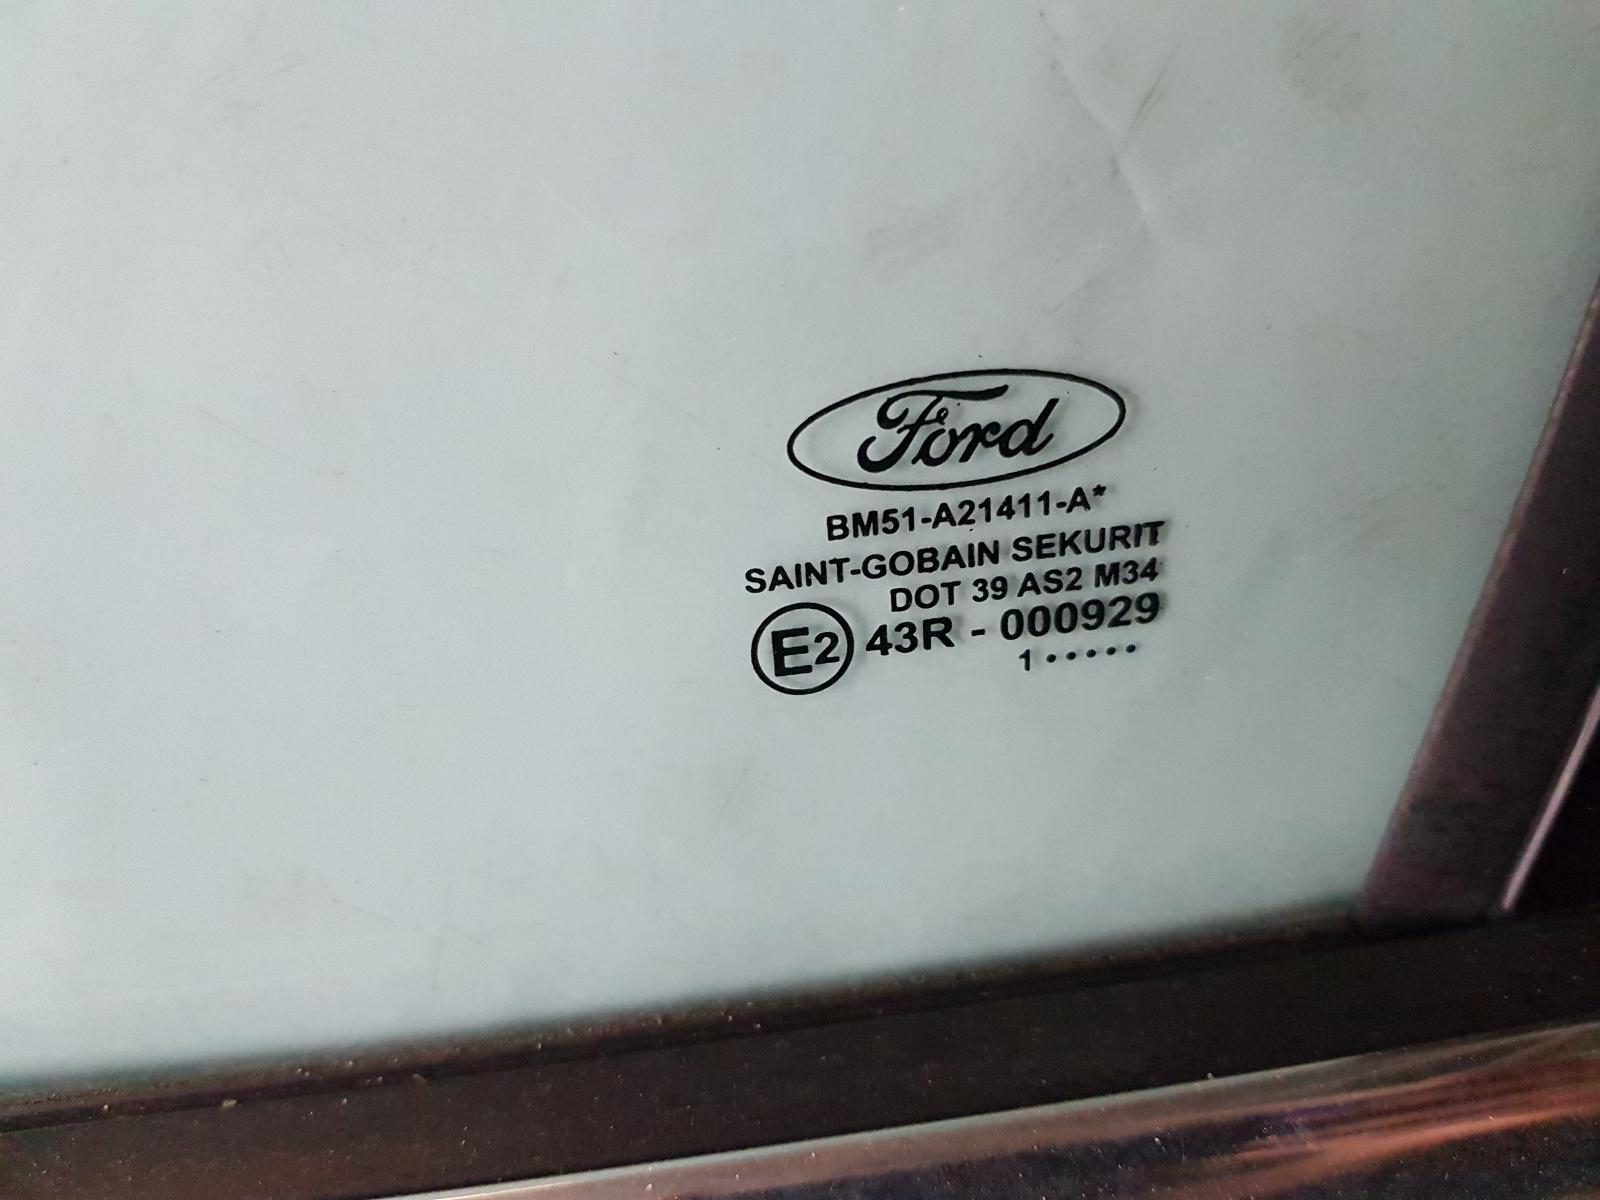 Ford
BM51-A21411-A*
SAINT-GOBAIN SEKURIT
DOT 39 AS2 M34
E2 43R - 000929
1 • • • • •